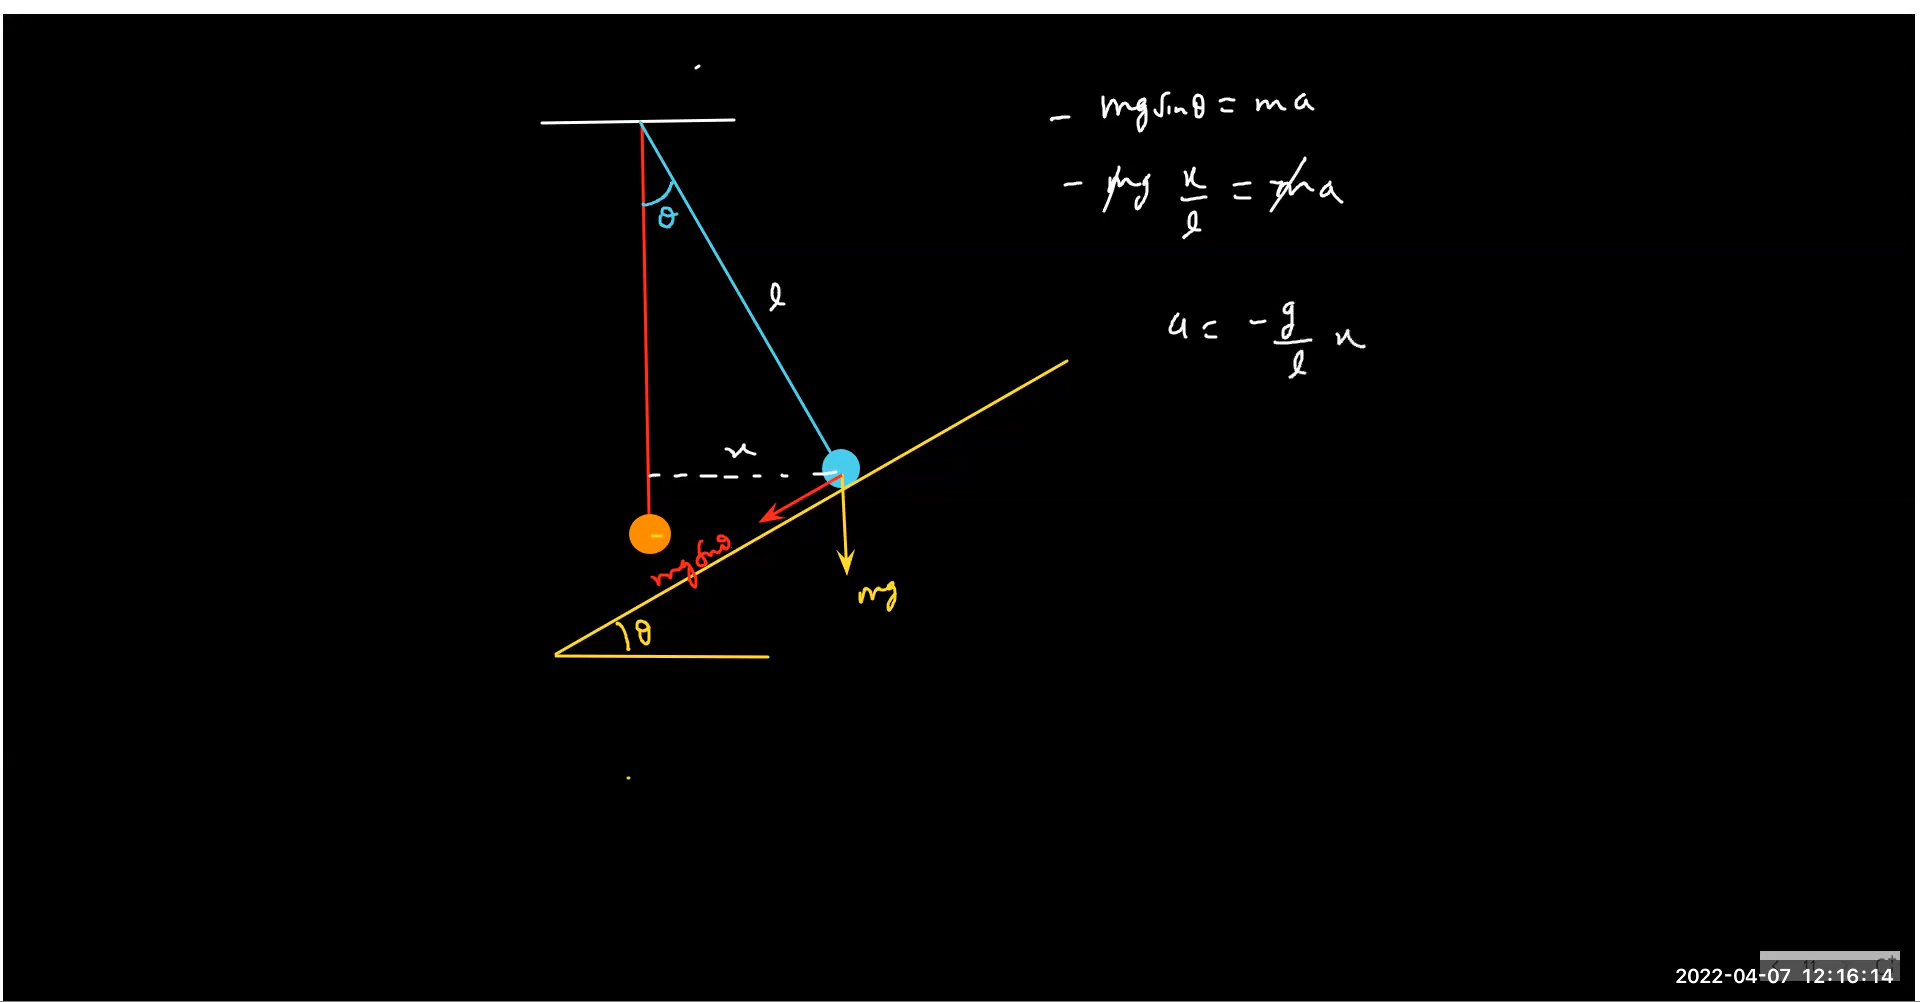 - mg sinθ = ma
- mg x/l = ma
θ
l
a = - g/l x
x
mg sinθ
mg
θ
2022-04-07 12:16:14